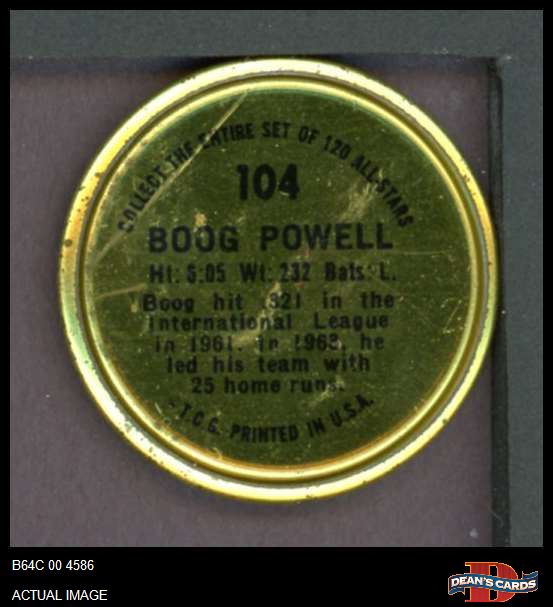 COLLECT THE ENTIRE SET OF 120 ALL-STARS
104
BOOG POWELL
Ht: 6:05 Wt: 232 Bats: L.
Boog hit .321 in the
International League
in 1961. In 1963, he
led his team with
25 home runs.
T.C.G. PRINTED IN U.S.A.
B64C 00 4586
ACTUAL IMAGE
D
DEAN'S CARDS